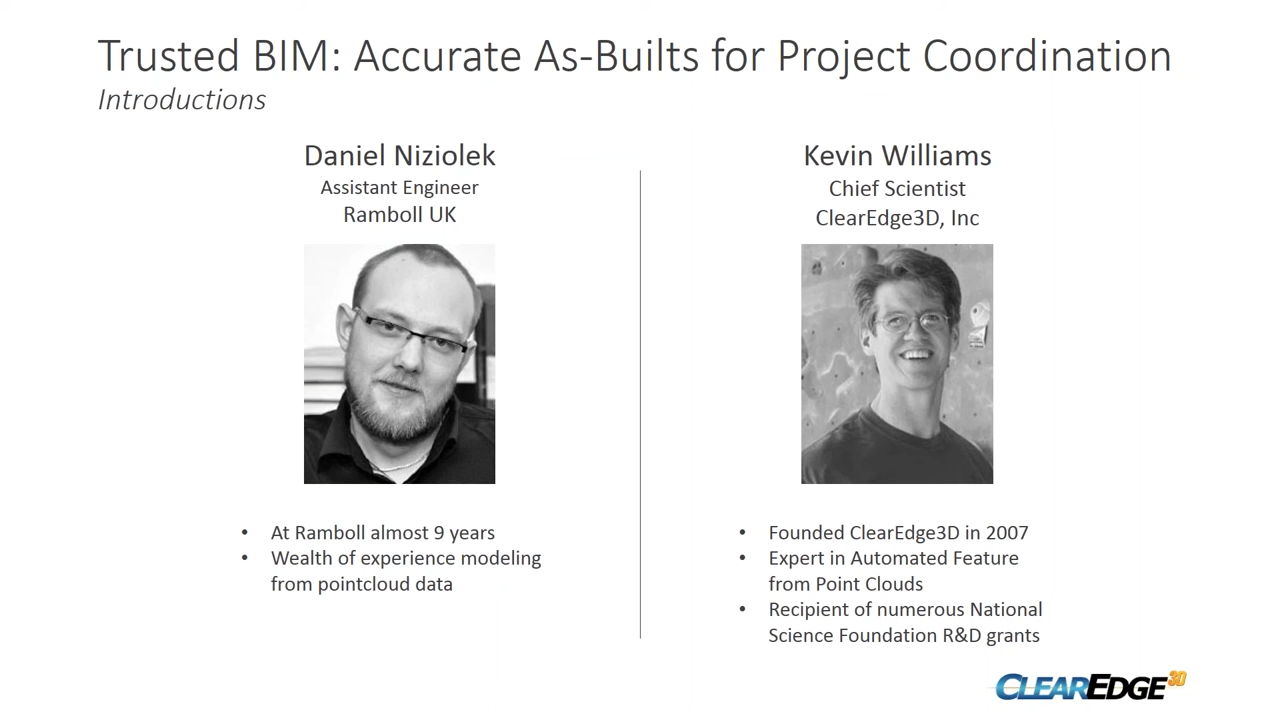 Trusted BIM: Accurate As-Builts for Project Coordination
Introductions
Daniel Niziolek
Assistant Engineer
Ramboll UK
• At Ramboll almost 9 years
• Wealth of experience modeling
from pointcloud data
Kevin Williams
Chief Scientist
ClearEdge3D, Inc
• Founded ClearEdge3D in 2007
• Expert in Automated Feature
from Point Clouds
• Recipient of numerous National
Science Foundation R&D grants
CLEAREDGE3D